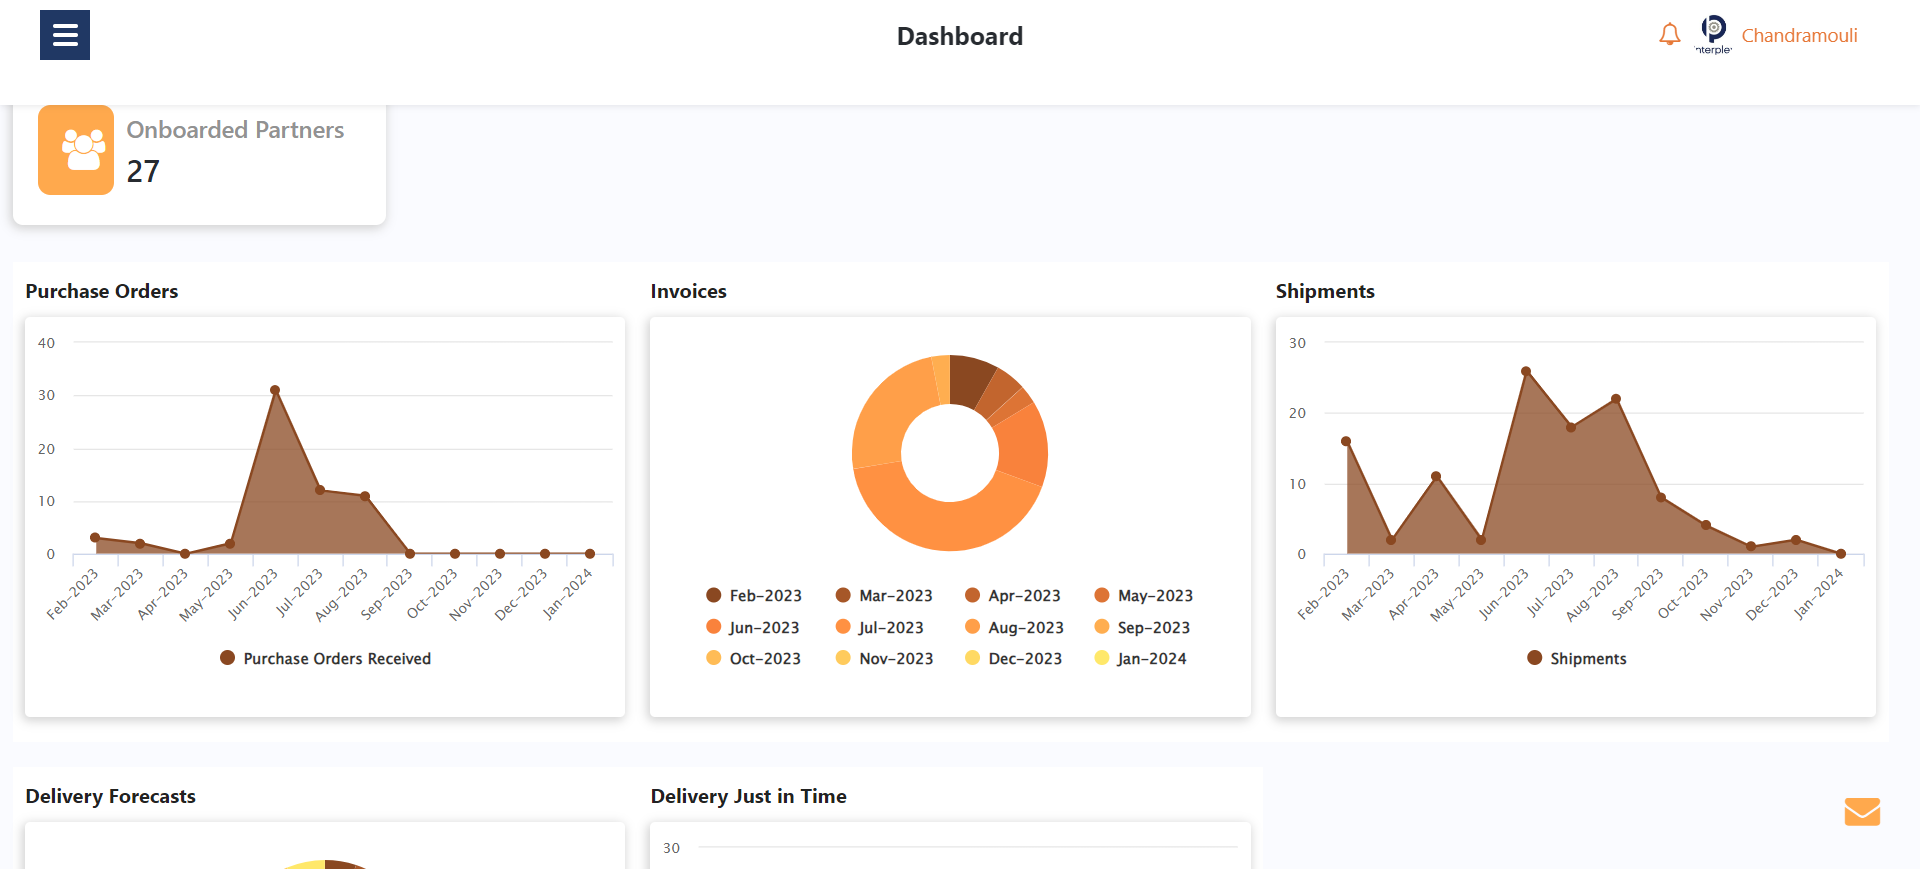 Dashboard
nterple
Chandramouli
Onboarded Partners
27
Purchase Orders
40
30
20
10
0
Feb-2023
Mar-2023
Apr-2023
May-2023
Jun-2023
Jul-2023
Aug-2023
Sep-2023
Oct-2023
Nov-2023
Dec-2023
Jan-2024
Purchase Orders Received
Invoices
Feb-2023 Mar-2023 Apr-2023 May-2023
Jun-2023 Jul-2023 Aug-2023 Sep-2023
Oct-2023 Nov-2023 Dec-2023 Jan-2024
Shipments
30
20
10
0
Feb-2023
Mar-2023
Apr-2023
May-2023
Jun-2023
Jul-2023
Aug-2023
Sep-2023
Oct-2023
Nov-2023
Dec-2023
Jan-2024
Shipments
Delivery Forecasts
Delivery Just in Time
30